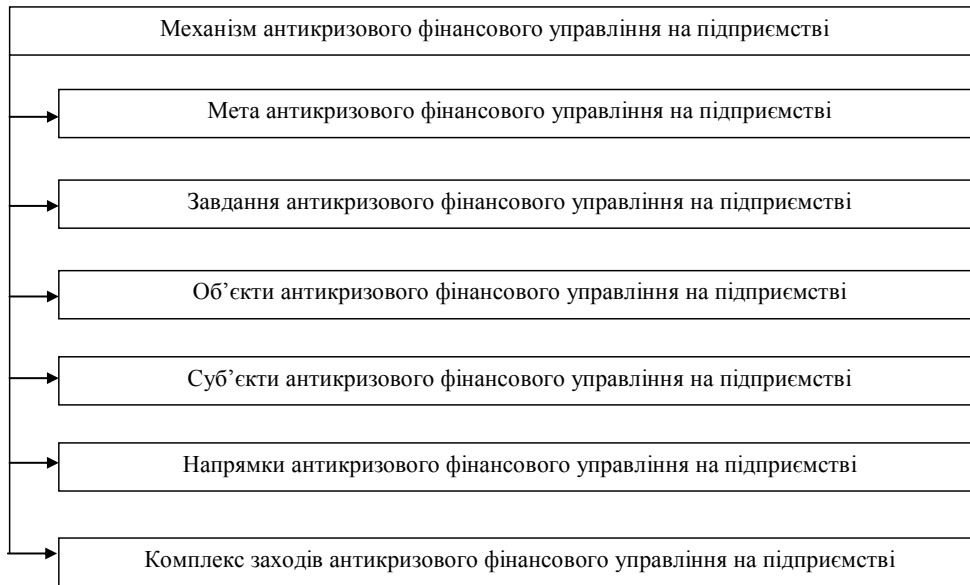 Механізм антикризового фінансового управління на підприємстві
Мета антикризового фінансового управління на підприємстві
Завдання антикризового фінансового управління на підприємстві
Об’єкти антикризового фінансового управління на підприємстві
Суб’єкти антикризового фінансового управління на підприємстві
Напрямки антикризового фінансового управління на підприємстві
Комплекс заходів антикризового фінансового управління на підприємстві